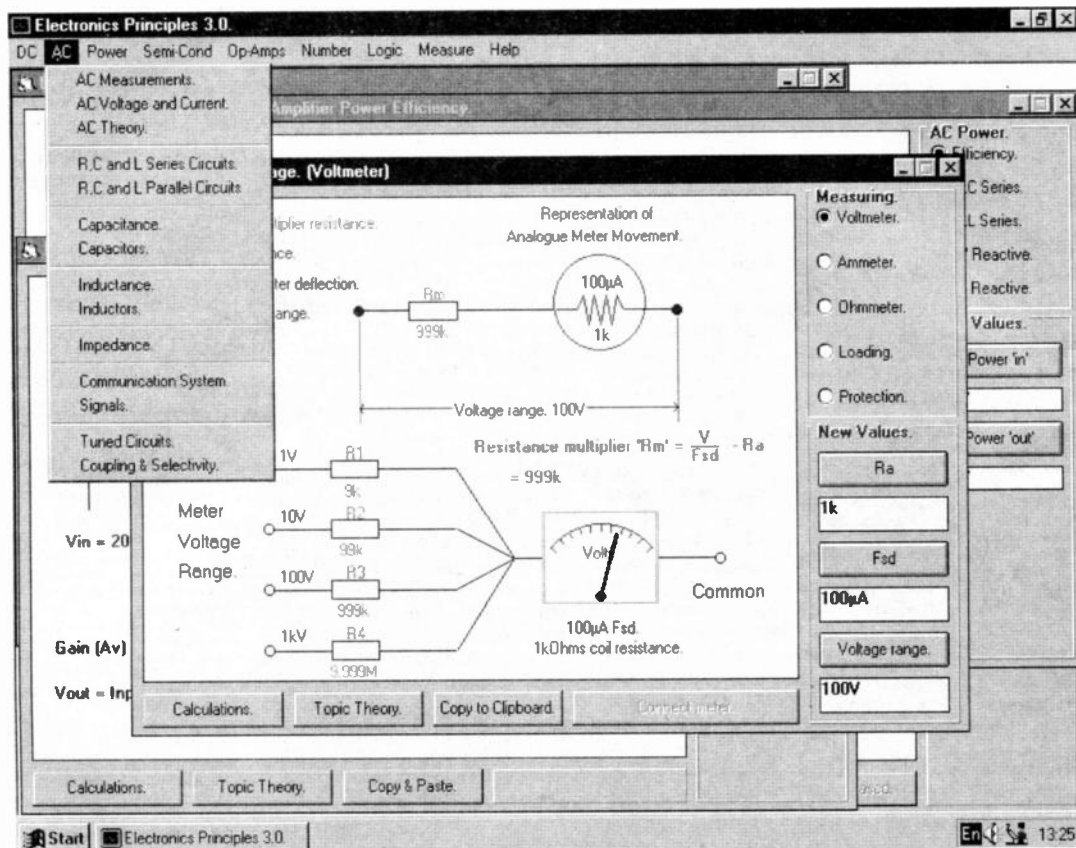 Electronics Principles 3.0.
DC AC Power Semi-Cond Op-Amps Number Logic Measure Help
AC Measurements.
AC Voltage and Current.
AC Theory.
R,C and L Series Circuits.
R,C and L Parallel Circuits
Capacitance.
Capacitors.
Inductance.
Inductors.
Impedance.
Communication System
Signals.
Tuned Circuits.
Coupling & Selectivity.
Amplifier Power Efficiency.
AC Power.
Efficiency.
C Series.
L Series.
Reactive.
Reactive.
Values.
Power 'in'
Power 'out'
age. (Voltmeter)
tiplier resistance.
nce.
ter deflection.
ange.
Representation of
Analogue Meter Movement.
Rm
999k
100µA
1k
Voltage range. 100V
Resistance multiplier "Rm" = V / Fsd - Ra
= 999k
Meter
Voltage
Range.
1V
R1
9k
10V
R2
99k
100V
R3
999k
1kV
R4
9.999M
Volt
Common
100µA Fsd.
1kOhms coil resistance.
Measuring.
Voltmeter.
Ammeter.
Ohmmeter.
Loading.
Protection.
New Values.
Ra
1k
Fsd
100µA
Voltage range.
100V
Calculations.
Topic Theory.
Copy to Clipboard.
Connect meter.
Vin = 20
Gain (Av)
Vout = Inp
Calculations.
Topic Theory.
Copy & Paste.
Start
Electronics Principles 3.0.
En
13:25